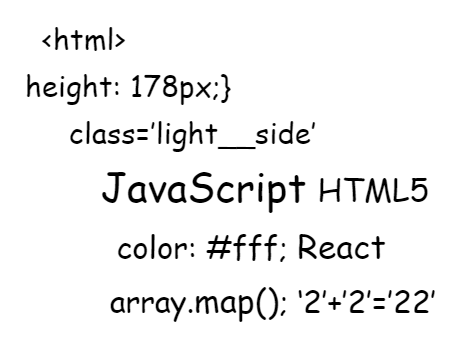 <html>
height: 178px;}
class='light__side'
JavaScript HTML5
color: #fff; React
array.map(); '2'+'2'='22'